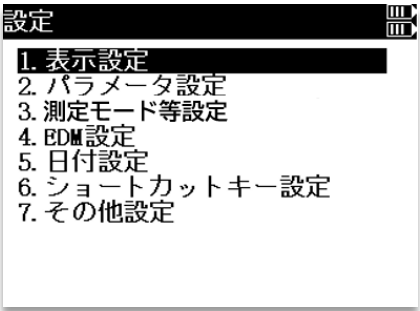 設定
1. 表示設定
2. パラメータ設定
3. 測定モード等設定
4. EDM設定
5. 日付設定
6. ショートカットキー設定
7. その他設定